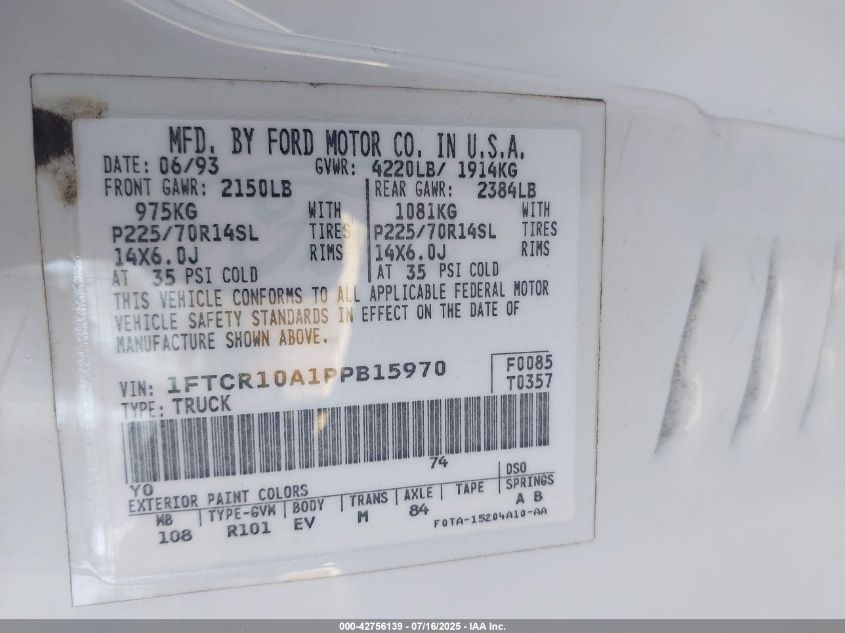 MFD. BY FORD MOTOR CO. IN U.S.A.
DATE: 06/93 GVWR: 4220LB/ 1914KG
FRONT GAWR: 2150LB REAR GAWR: 2384LB
975KG WITH 1081KG WITH
P225/70R14SL TIRES P225/70R14SL TIRES
14X6.0J RIMS 14X6.0J RIMS
AT 35 PSI COLD AT 35 PSI COLD
THIS VEHICLE CONFORMS TO ALL APPLICABLE FEDERAL MOTOR
VEHICLE SAFETY STANDARDS IN EFFECT ON THE DATE OF
MANUFACTURE SHOWN ABOVE.
VIN: 1FTCR10A1PPB15970 F0085
TYPE: TRUCK T0357
74
YO DSO
EXTERIOR PAINT COLORS SPRINGS
WB TYPE-GVW BODY TRANS AXLE TAPE A B
108 R101 EV M 84 F0TA-15204A10-AA
000-42756139 - 07/16/2025 - IAA Inc.